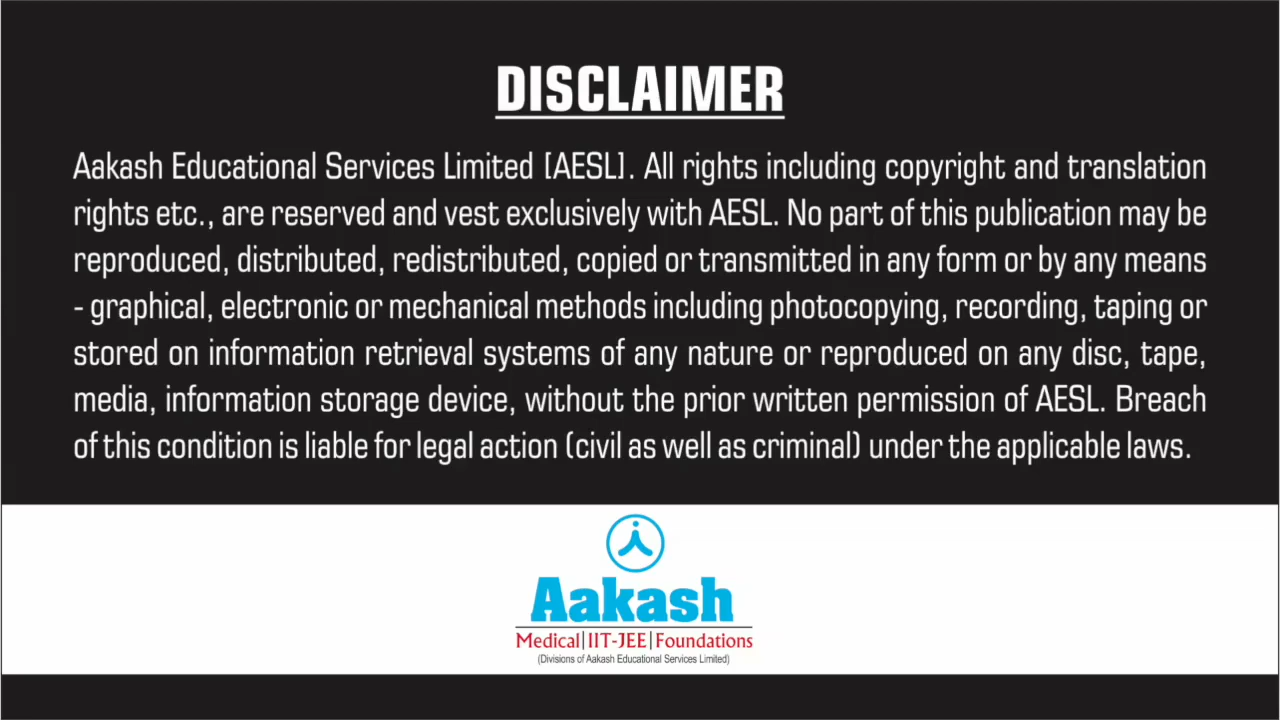 DISCLAIMER
Aakash Educational Services Limited [AESL]. All rights including copyright and translation
rights etc., are reserved and vest exclusively with AESL. No part of this publication may be
reproduced, distributed, redistributed, copied or transmitted in any form or by any means
- graphical, electronic or mechanical methods including photocopying, recording, taping or
stored on information retrieval systems of any nature or reproduced on any disc, tape,
media, information storage device, without the prior written permission of AESL. Breach
of this condition is liable for legal action (civil as well as criminal) under the applicable laws.
Aakash
Medical|IIT-JEE|Foundations
(Divisions of Aakash Educational Services Limited)